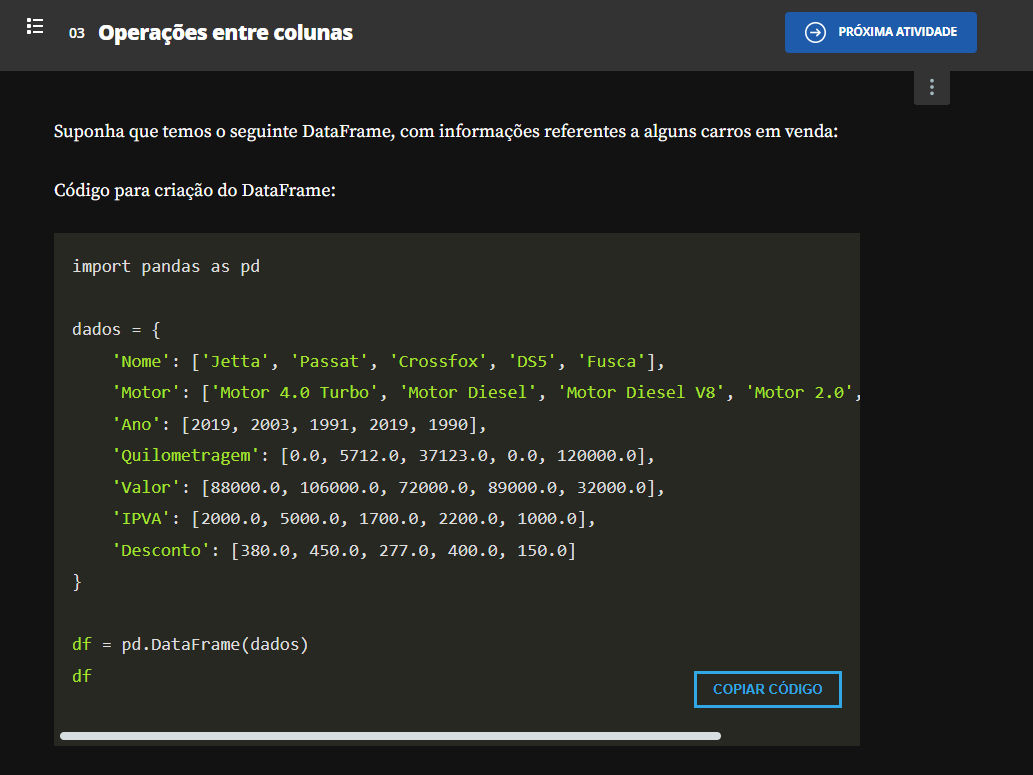 03 Operações entre colunas
PRÓXIMA ATIVIDADE
Suponha que temos o seguinte DataFrame, com informações referentes a alguns carros em venda:
Código para criação do DataFrame:
import pandas as pd
dados = {
    'Nome': ['Jetta', 'Passat', 'Crossfox', 'DS5', 'Fusca'],
    'Motor': ['Motor 4.0 Turbo', 'Motor Diesel', 'Motor Diesel V8', 'Motor 2.0',
    'Ano': [2019, 2003, 1991, 2019, 1990],
    'Quilometragem': [0.0, 5712.0, 37123.0, 0.0, 120000.0],
    'Valor': [88000.0, 106000.0, 72000.0, 89000.0, 32000.0],
    'IPVA': [2000.0, 5000.0, 1700.0, 2200.0, 1000.0],
    'Desconto': [380.0, 450.0, 277.0, 400.0, 150.0]
}
df = pd.DataFrame(dados)
df
COPIAR CÓDIGO